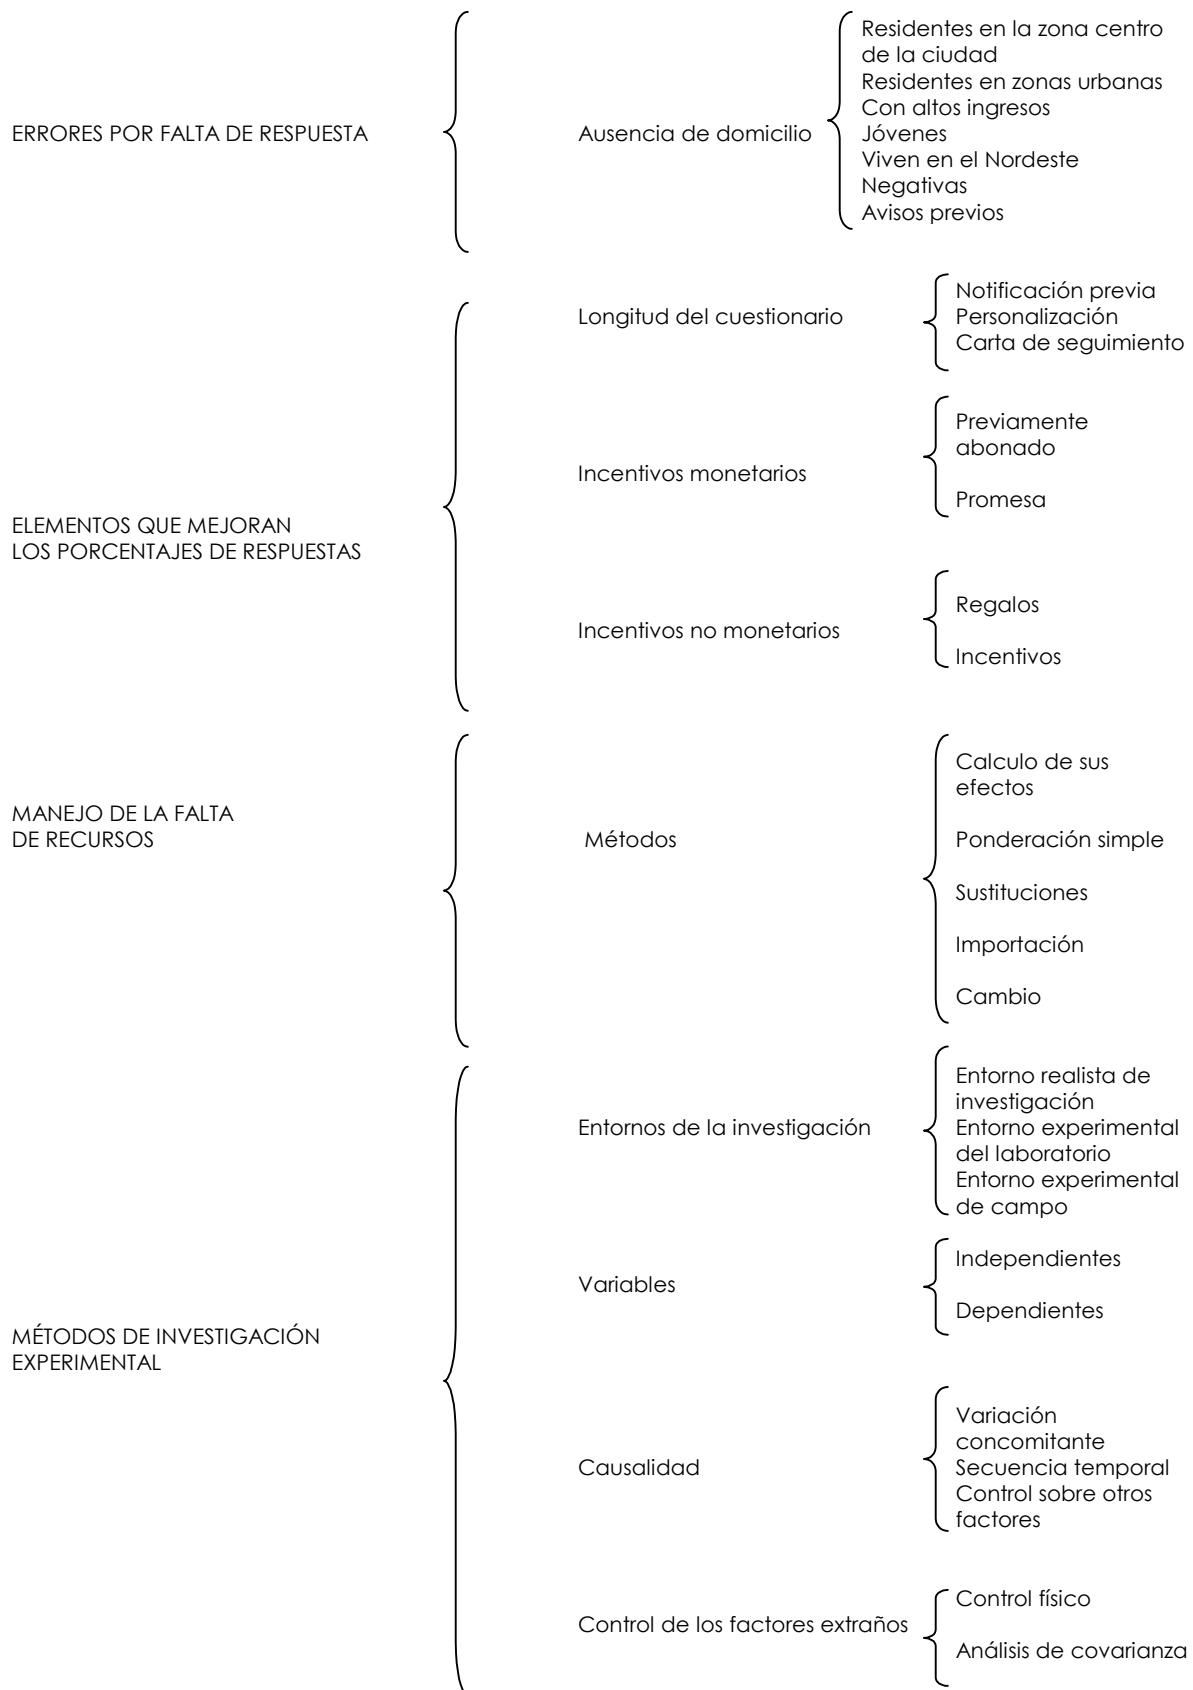 ERRORES POR FALTA DE RESPUESTA
Ausencia de domicilio
Residentes en la zona centro
de la ciudad
Residentes en zonas urbanas
Con altos ingresos
Jóvenes
Viven en el Nordeste
Negativas
Avisos previos
ELEMENTOS QUE MEJORAN
LOS PORCENTAJES DE RESPUESTAS
Longitud del cuestionario
Notificación previa
Personalización
Carta de seguimiento
Incentivos monetarios
Previamente
abonado
Promesa
Incentivos no monetarios
Regalos
Incentivos
MANEJO DE LA FALTA
DE RECURSOS
Métodos
Calculo de sus
efectos
Ponderación simple
Sustituciones
Importación
Cambio
MÉTODOS DE INVESTIGACIÓN
EXPERIMENTAL
Entornos de la investigación
Entorno realista de
investigación
Entorno experimental
del laboratorio
Entorno experimental
de campo
Variables
Independientes
Dependientes
Causalidad
Variación
concomitante
Secuencia temporal
Control sobre otros
factores
Control de los factores extraños
Control físico
Análisis de covarianza